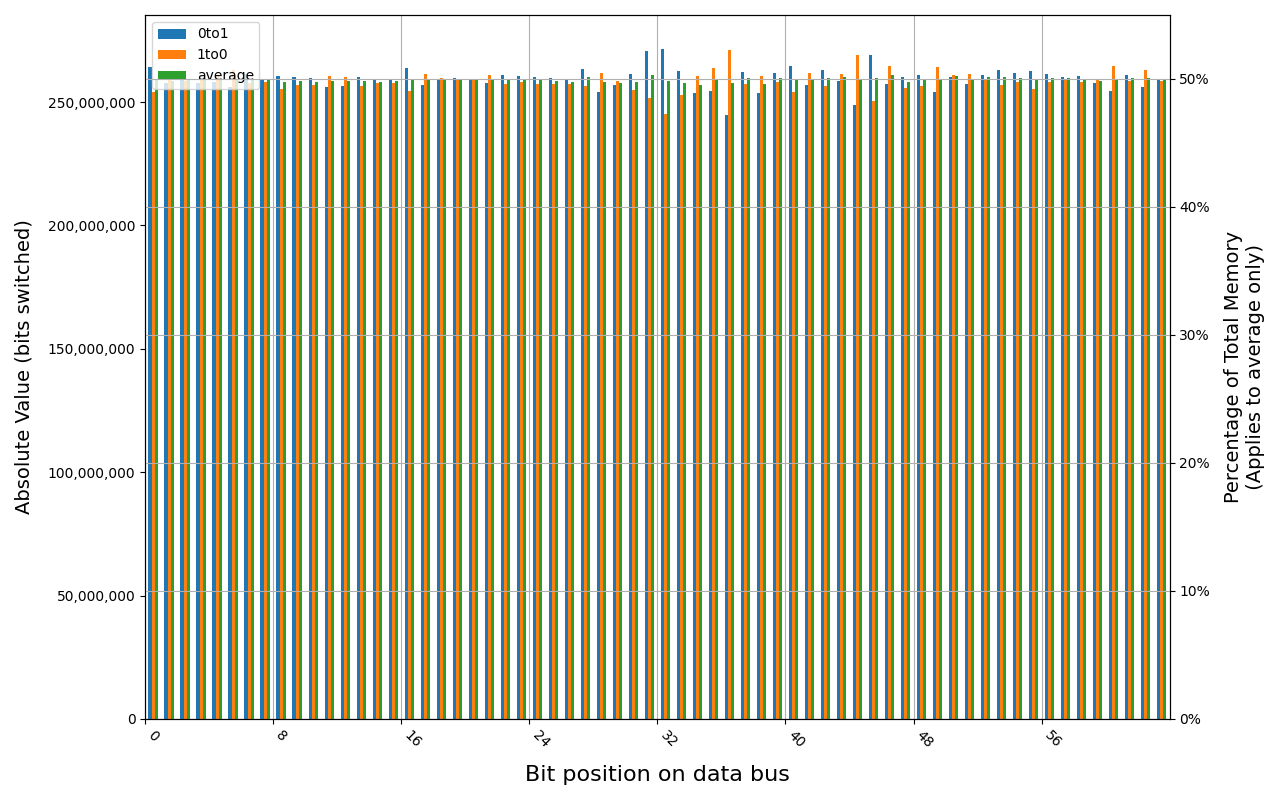 0to1
1to0
average
Absolute Value (bits switched)
250,000,000
200,000,000
150,000,000
100,000,000
50,000,000
0
50%
40%
30%
20%
10%
0%
Percentage of Total Memory
(Applies to average only)
0
8
16
24
32
40
48
56
Bit position on data bus